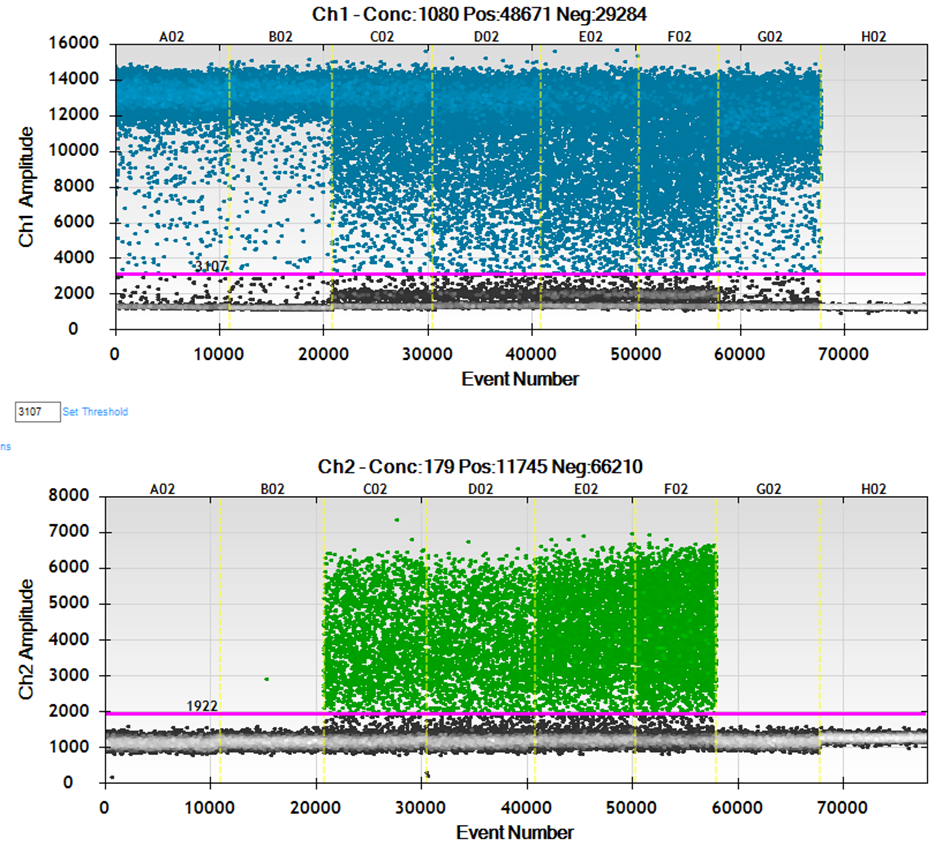 Ch1 - Conc:1080 Pos:48671 Neg:29284
A02 B02 C02 D02 E02 F02 G02 H02
16000
14000
12000
10000
8000
6000
4000
2000
0
Ch1 Amplitude
3107
0 10000 20000 30000 40000 50000 60000 70000
Event Number
3107 Set Threshold
ns
Ch2 - Conc:179 Pos:11745 Neg:66210
A02 B02 C02 D02 E02 F02 G02 H02
8000
7000
6000
5000
4000
3000
2000
1000
0
Ch2 Amplitude
1922
0 10000 20000 30000 40000 50000 60000 70000
Event Number